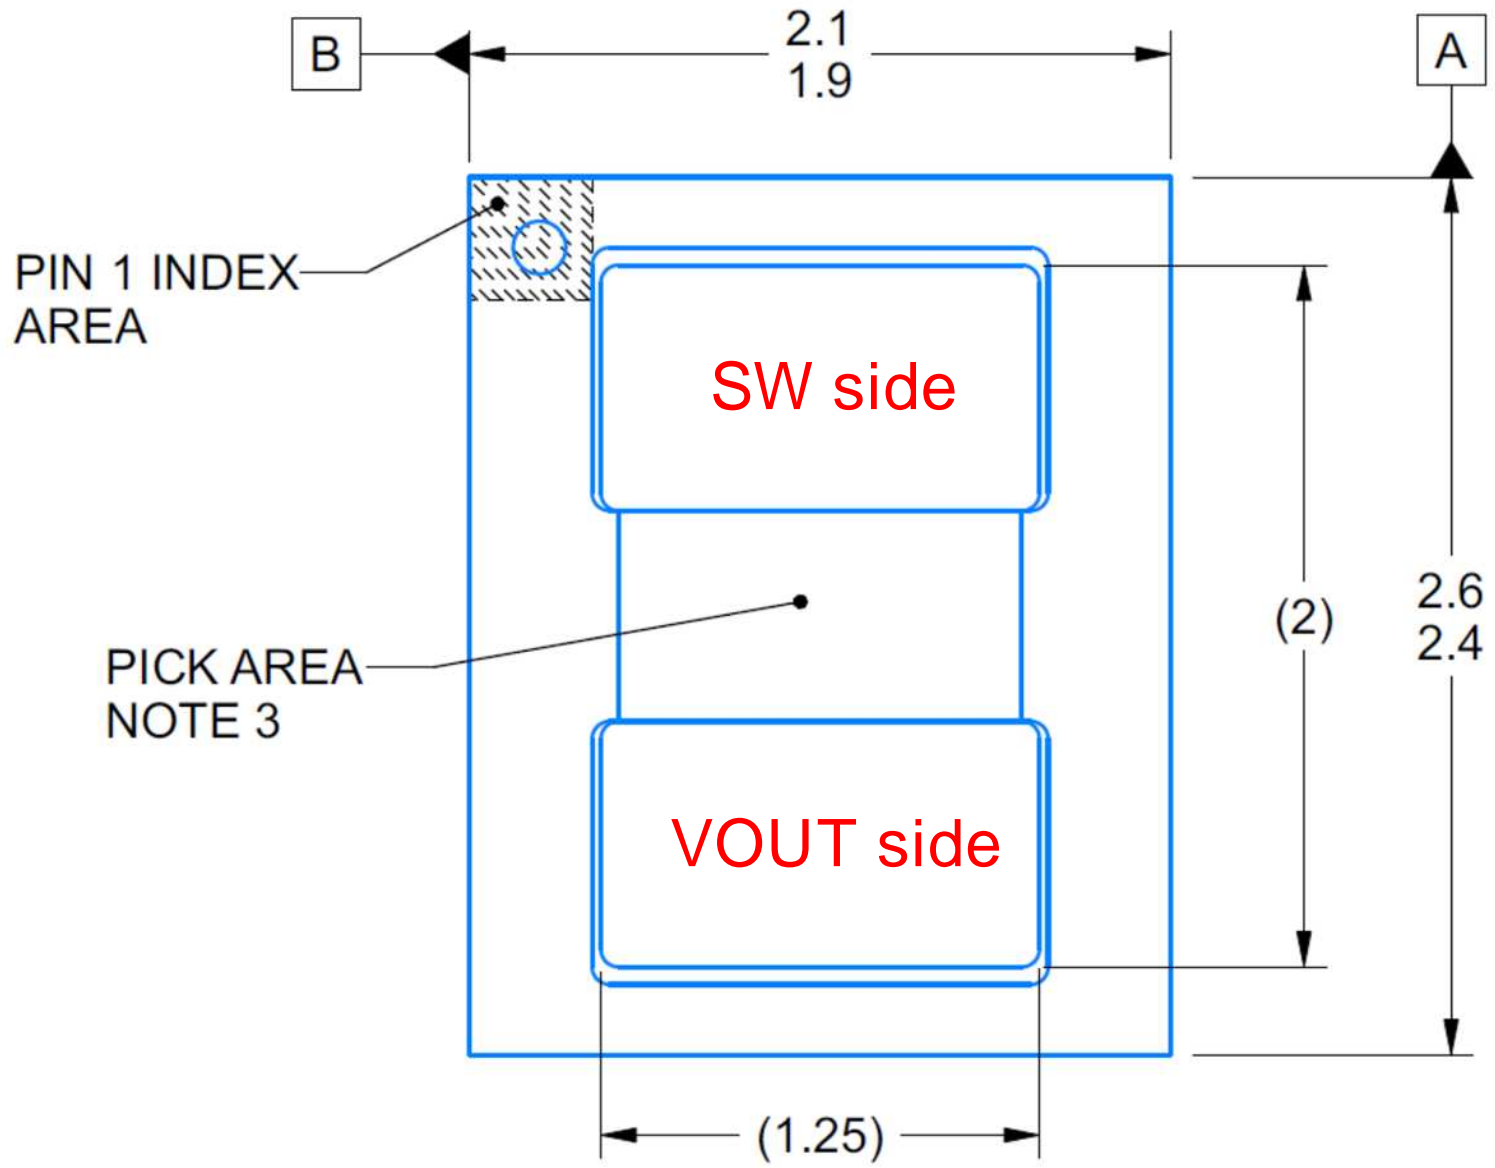 B
2.1
1.9
A
PIN 1 INDEX
AREA
SW side
(2)
2.6
2.4
PICK AREA
NOTE 3
VOUT side
(1.25)